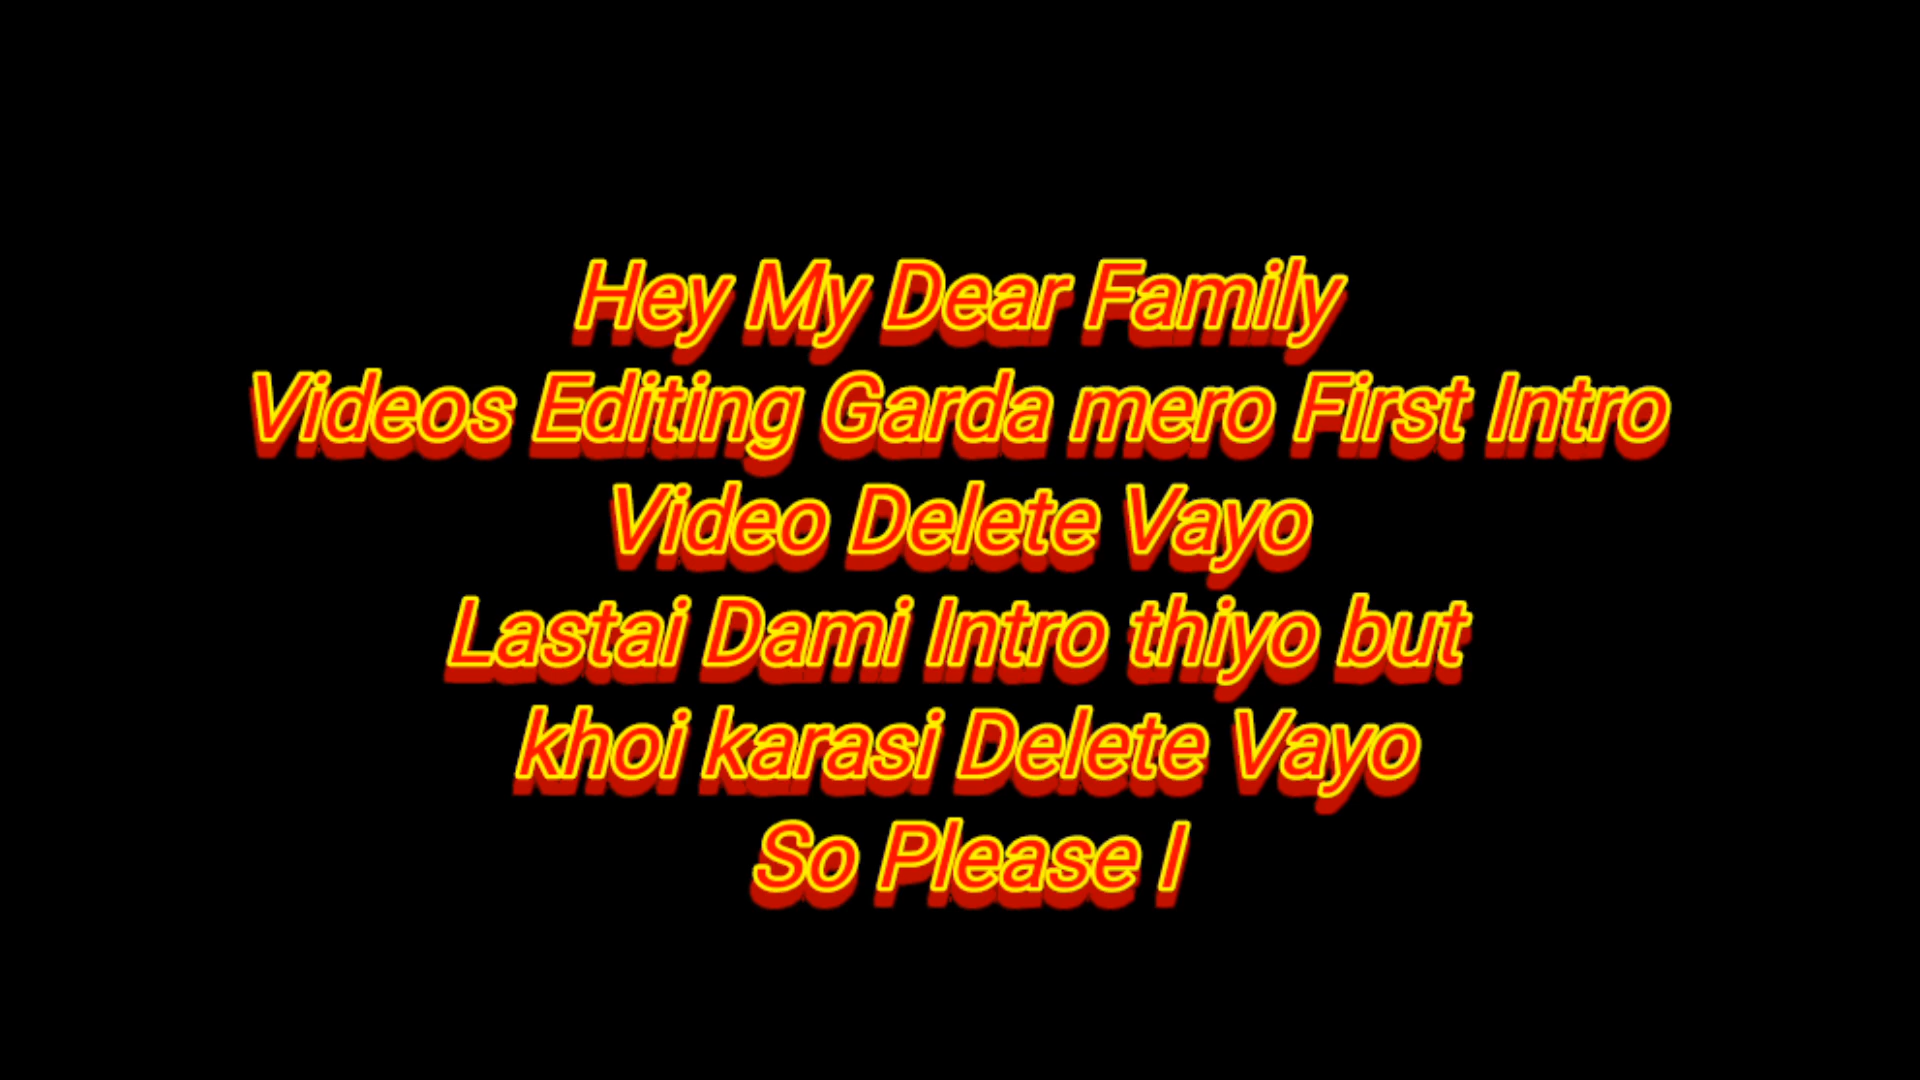 Hey My Dear Family
Videos Editing Garda mero First Intro
Video Delete Vayo
Lastai Dami Intro thiyo but
khoi karasi Delete Vayo
So Please I